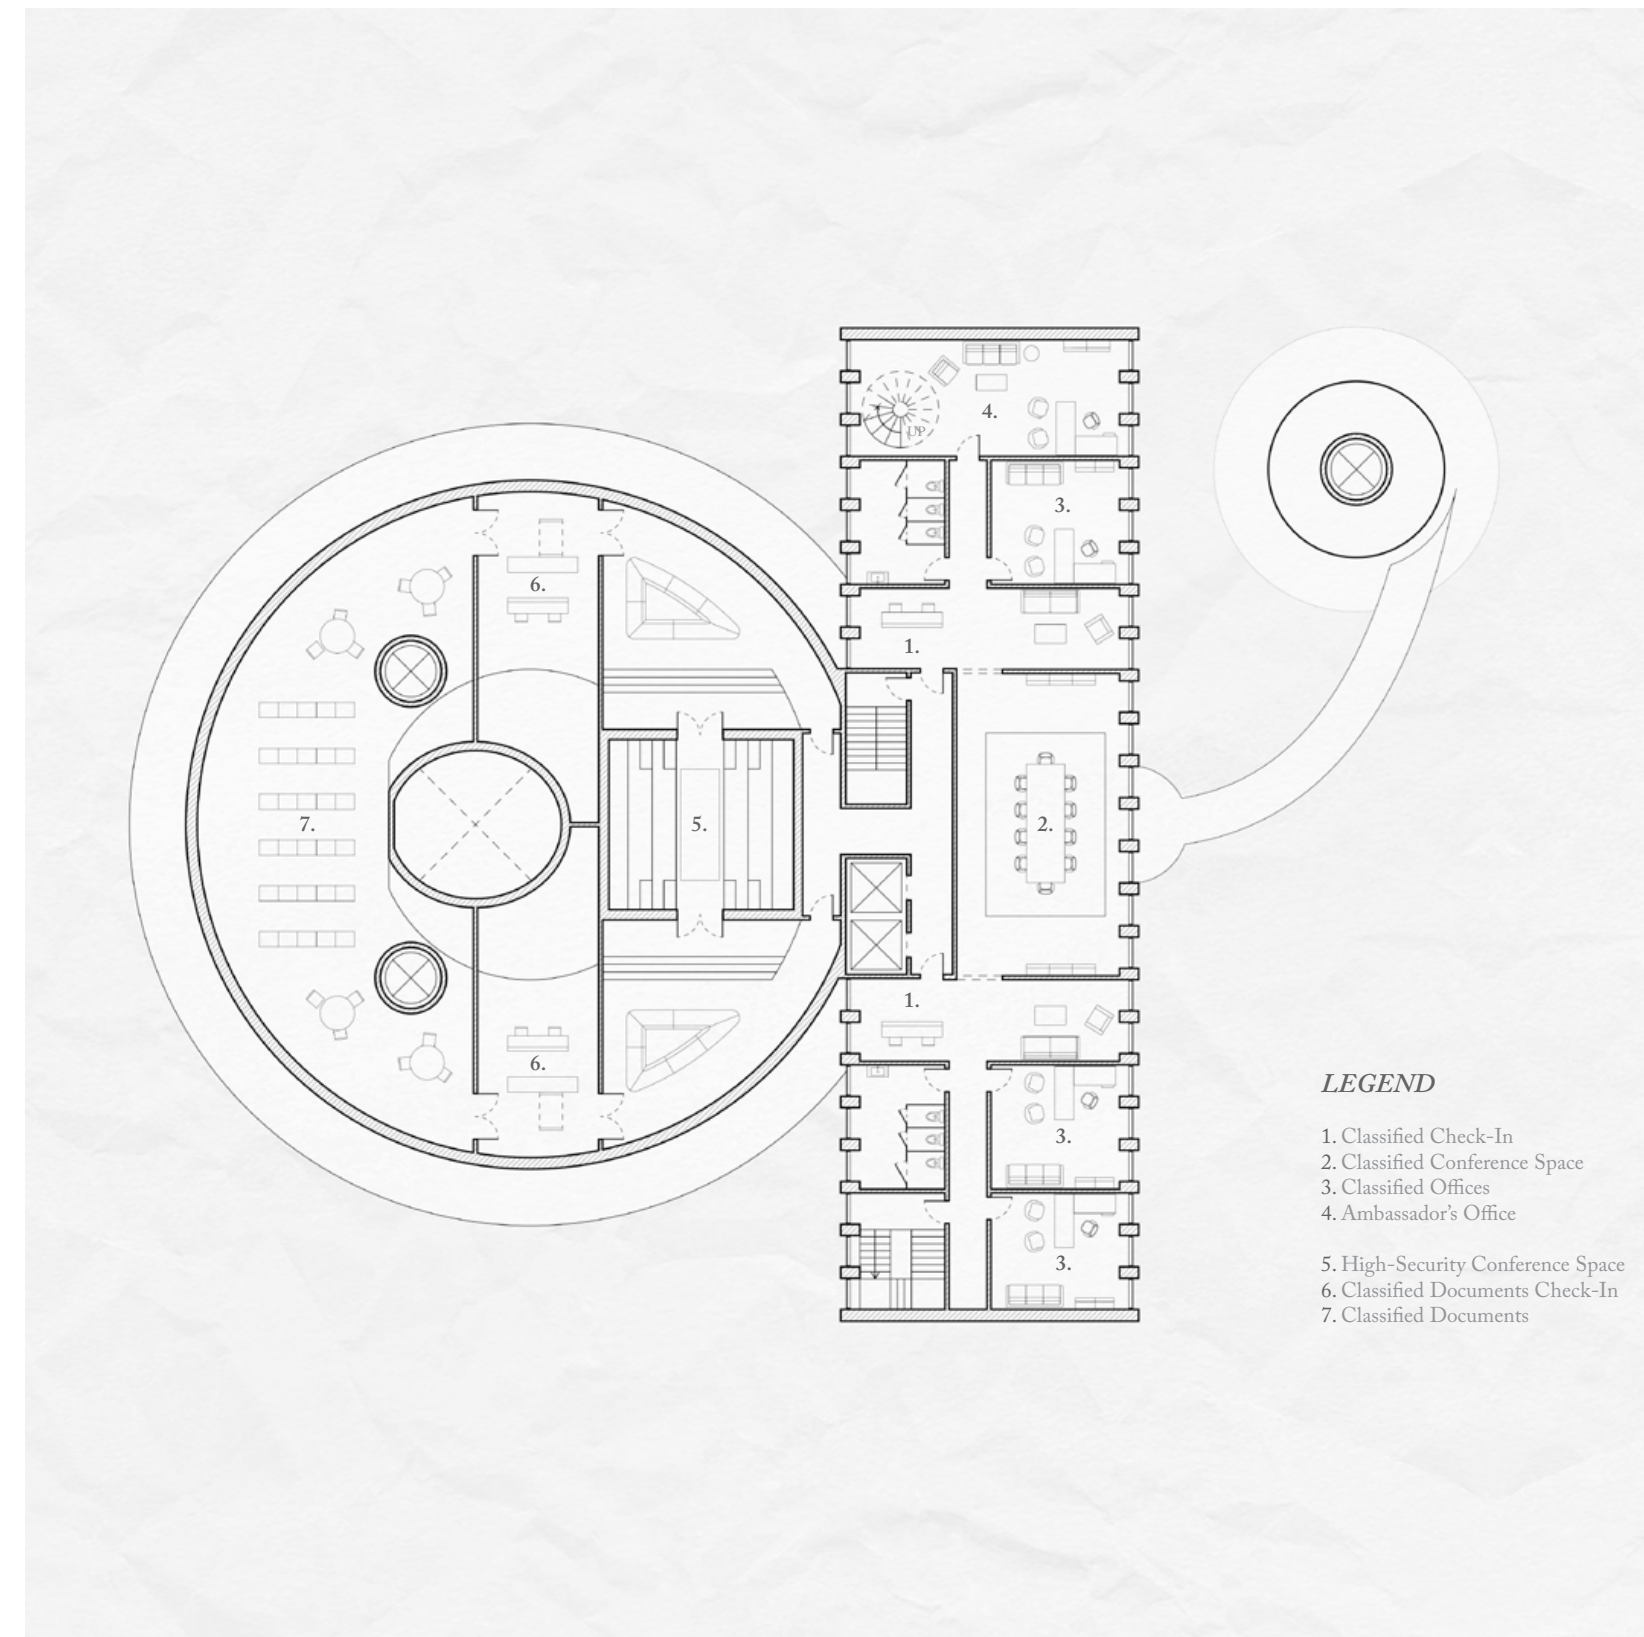 4.
UP
3.
6.
1.
7.
5.
2.
1.
6.
3.
3.
LEGEND
1. Classified Check-In
2. Classified Conference Space
3. Classified Offices
4. Ambassador's Office
5. High-Security Conference Space
6. Classified Documents Check-In
7. Classified Documents